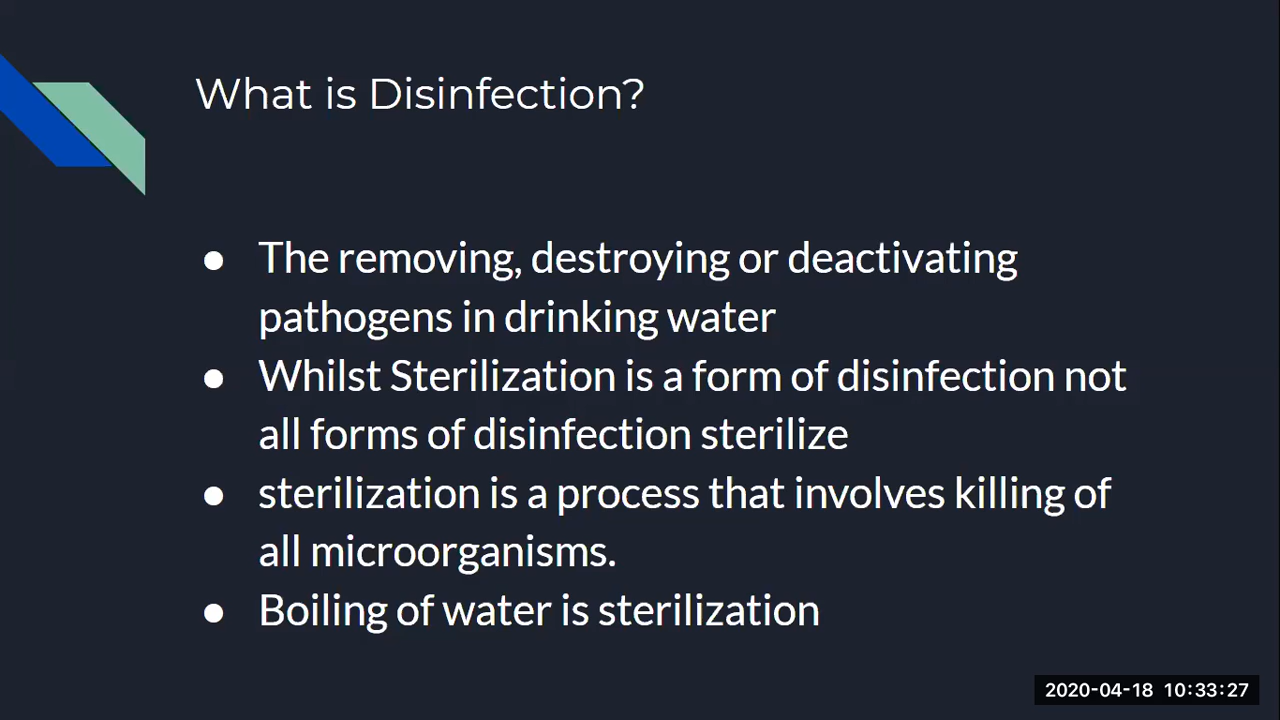 What is Disinfection?
● The removing, destroying or deactivating
pathogens in drinking water
● Whilst Sterilization is a form of disinfection not
all forms of disinfection sterilize
● sterilization is a process that involves killing of
all microorganisms.
● Boiling of water is sterilization
2020-04-18 10:33:27